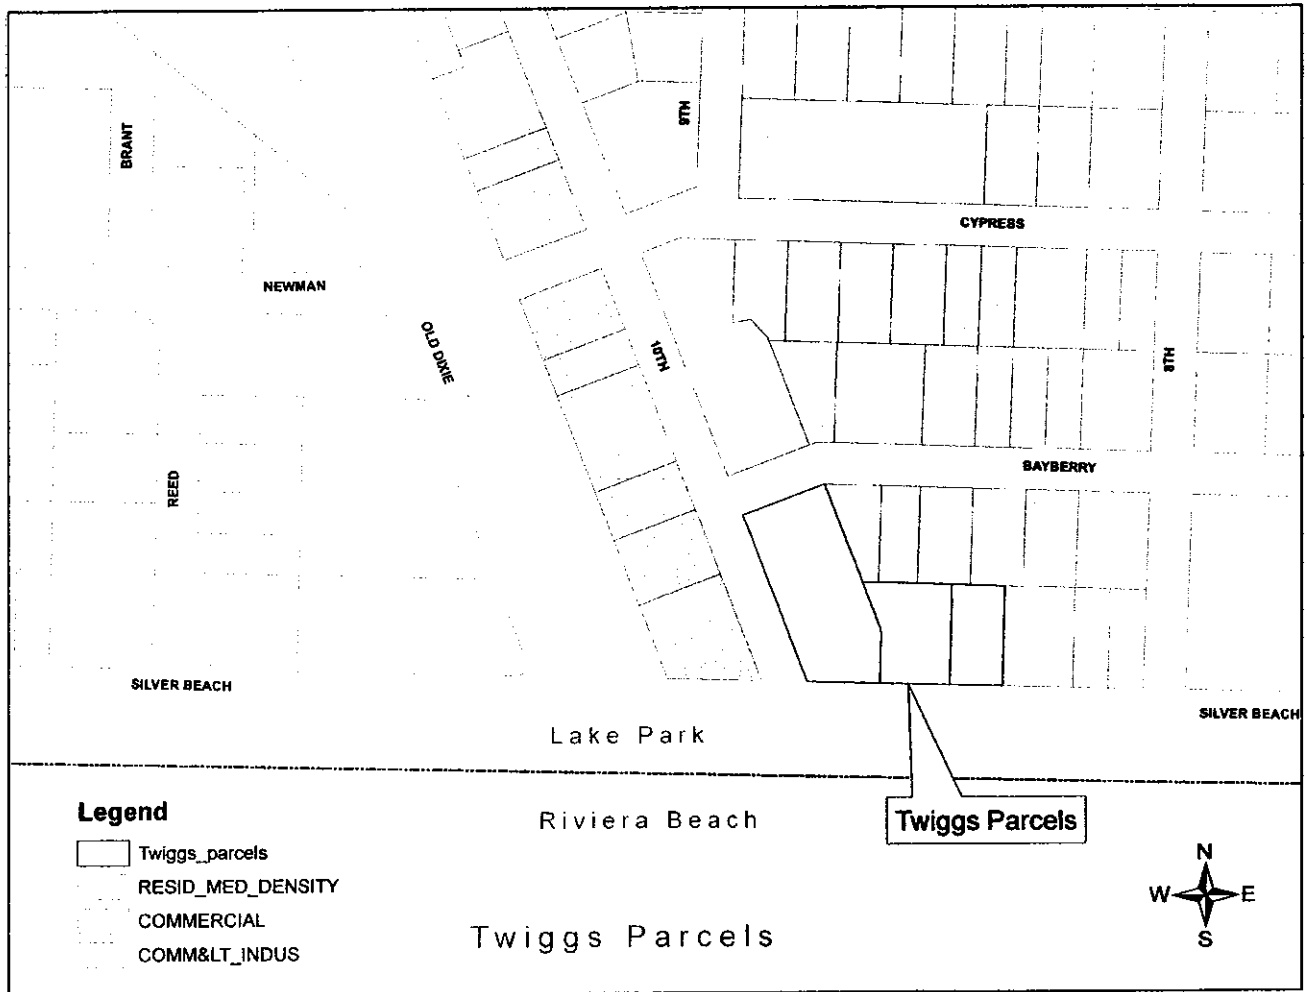 BRANT
9TH
CYPRESS
NEWMAN
OLD DIXIE
10TH
8TH
BAYBERRY
REED
SILVER BEACH
SILVER BEACH
Lake Park
Riviera Beach
Twiggs Parcels
Legend
Twiggs_parcels
RESID_MED_DENSITY
COMMERCIAL
COMM&LT_INDUS
Twiggs Parcels
N
W
E
S